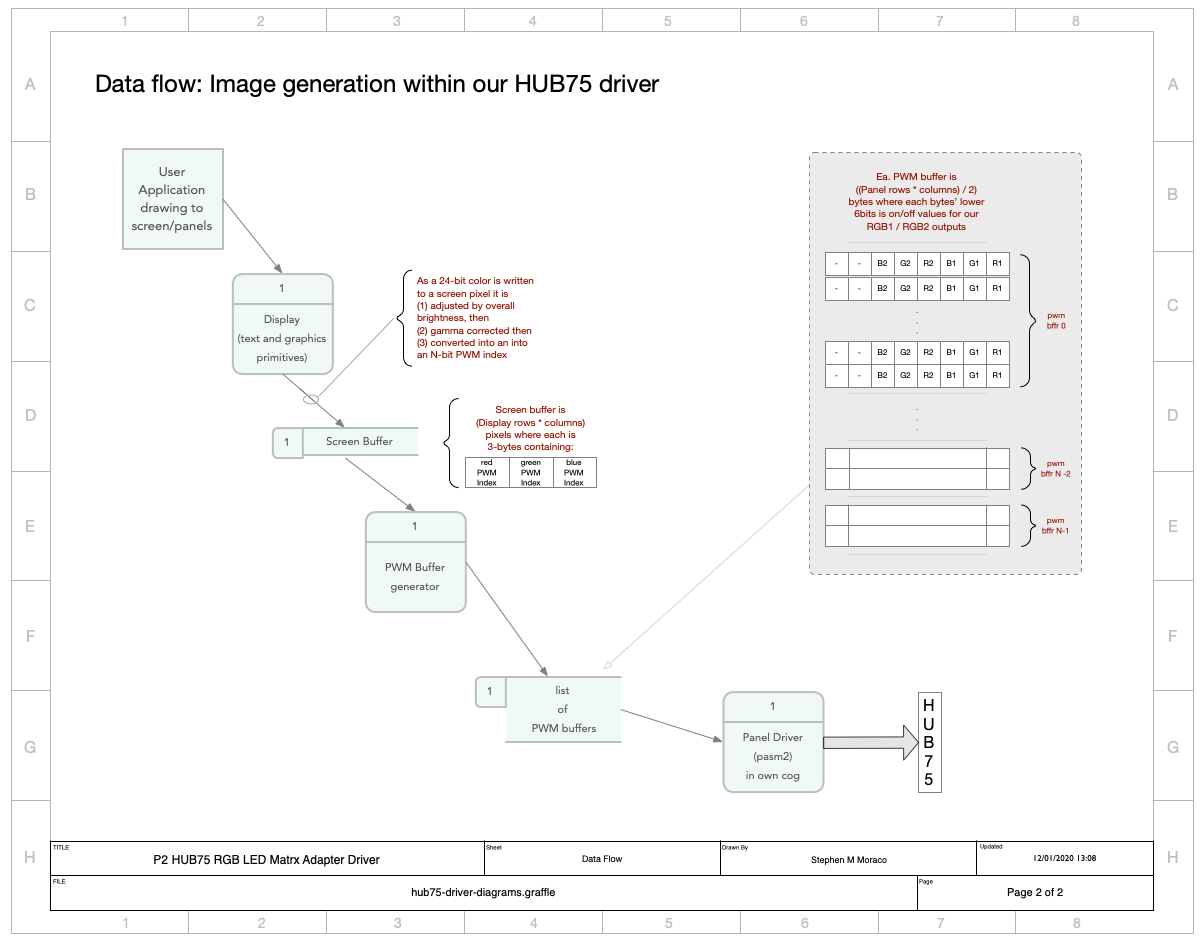 1 2 3 4 5 6 7 8
A A
B B
C C
D D
E E
F F
G G
H H
Data flow: Image generation within our HUB75 driver
User
Application
drawing to
screen/panels
1
Display
(text and graphics
primitives)
As a 24-bit color is written
to a screen pixel it is
(1) adjusted by overall
brightness, then
(2) gamma corrected then
(3) converted into an into
an N-bit PWM index
1 Screen Buffer
Screen buffer is
(Display rows * columns)
pixels where each is
3-bytes containing:
red green blue
PWM PWM PWM
Index Index Index
1
PWM Buffer
generator
Ea. PWM buffer is
((Panel rows * columns) / 2)
bytes where each bytes' lower
6bits is on/off values for our
RGB1 / RGB2 outputs
- - B2 G2 R2 B1 G1 R1
- - B2 G2 R2 B1 G1 R1
.
.
.
- - B2 G2 R2 B1 G1 R1
- - B2 G2 R2 B1 G1 R1
pwm
bffr 0
.
.
.
pwm
bffr N -2
pwm
bffr N-1
1
list
of
PWM buffers
1
Panel Driver
(pasm2)
in own cog
H
U
B
7
5
TITLE
P2 HUB75 RGB LED Matrx Adapter Driver
Sheet
Data Flow
Drawn By
Stephen M Moraco
Updated
12/01/2020 13:08
FILE
hub75-driver-diagrams.graffle
Page
Page 2 of 2
1 2 3 4 5 6 7 8